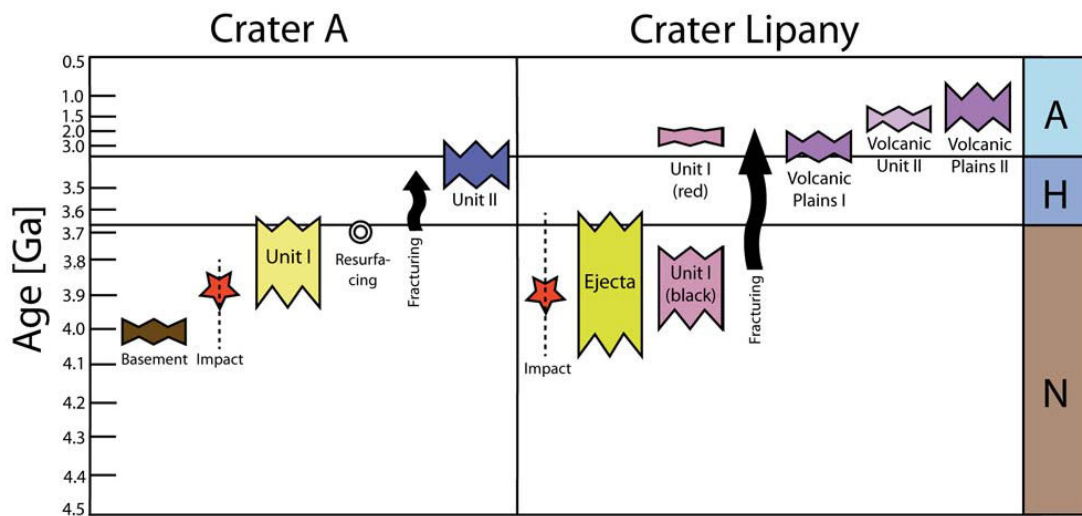 Crater A
Crater Lipany
Age [Ga]
0.5
1.0
1.5
2.0
3.0
3.5
3.6
3.7
3.8
3.9
4.0
4.1
4.2
4.3
4.4
4.5
Basement
Impact
Unit I
Resurfa-
cing
Fracturing
Unit II
Impact
Ejecta
Unit I
(red)
Unit I
(black)
Fracturing
Volcanic
Plains I
Volcanic
Unit II
Volcanic
Plains II
A
H
N